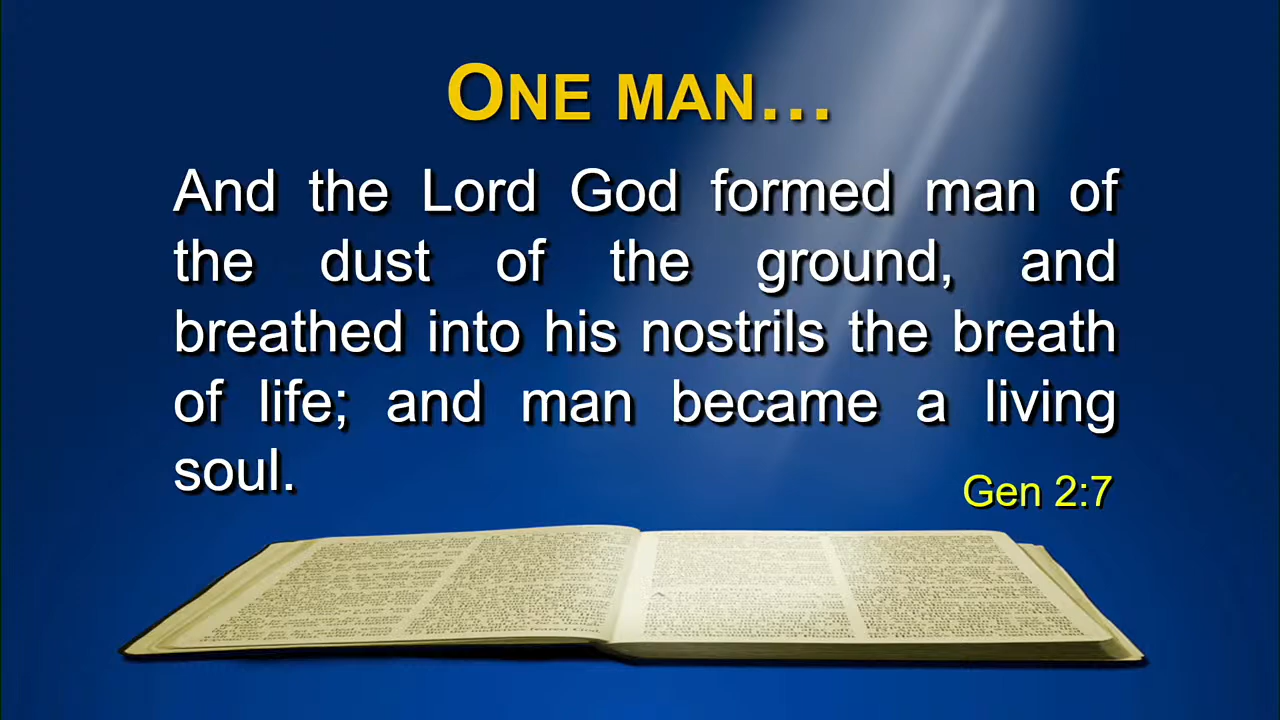 ONE MAN...
And the Lord God formed man of
the dust of the ground, and
breathed into his nostrils the breath
of life; and man became a living
soul.
Gen 2:7